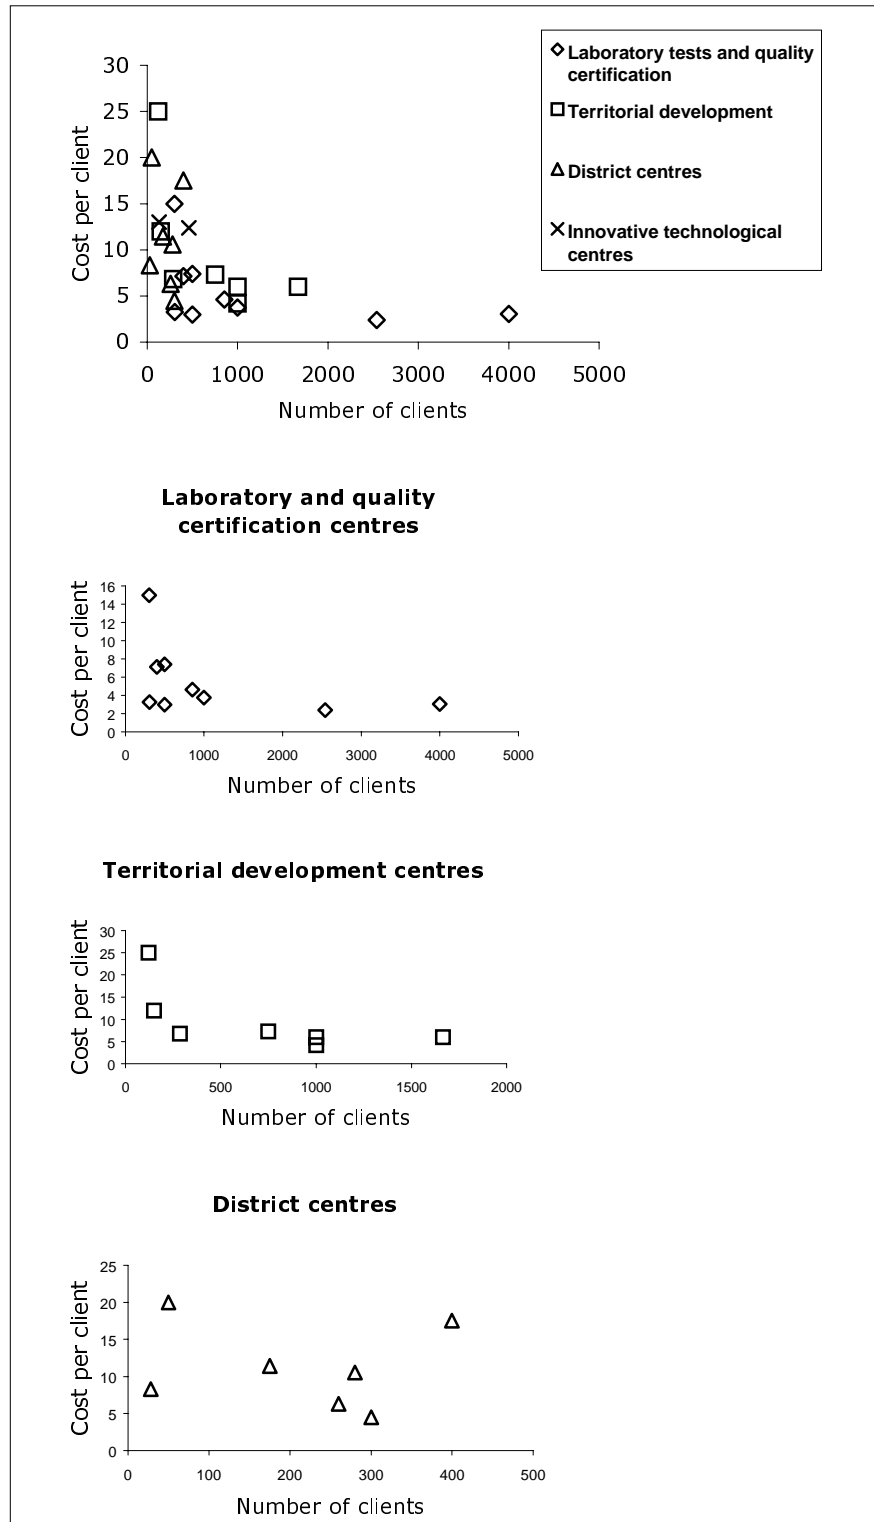 Laboratory tests and quality
certification
Territorial development
District centres
Innovative technological
centres
30
25
20
15
10
5
0
Cost per client
0 1000 2000 3000 4000 5000
Number of clients
Laboratory and quality
certification centres
16
14
12
10
8
6
4
2
0
Cost per client
0 1000 2000 3000 4000 5000
Number of clients
Territorial development centres
30
25
20
15
10
5
0
Cost per client
0 500 1000 1500 2000
Number of clients
District centres
25
20
15
10
5
0
Cost per client
0 100 200 300 400 500
Number of clients